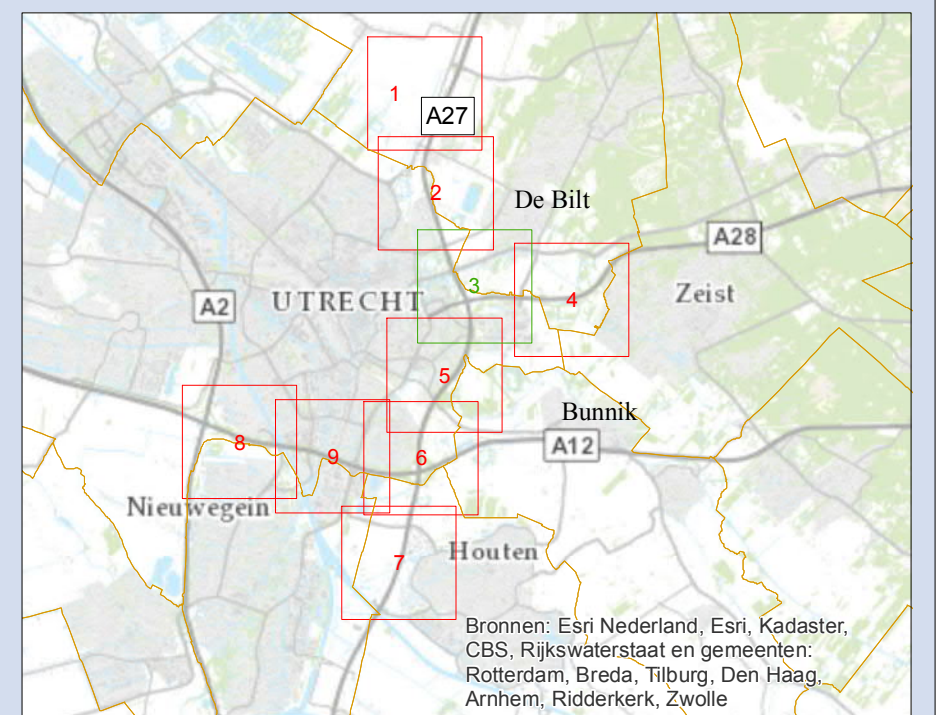 1
A27
2
De Bilt
A28
3
4
Zeist
A2
UTRECHT
5
Bunnik
8
9
6
A12
Nieuwegein
7
Houten
Bronnen: Esri Nederland, Esri, Kadaster,
CBS, Rijkswaterstaat en gemeenten:
Rotterdam, Breda, Tilburg, Den Haag,
Arnhem, Ridderkerk, Zwolle